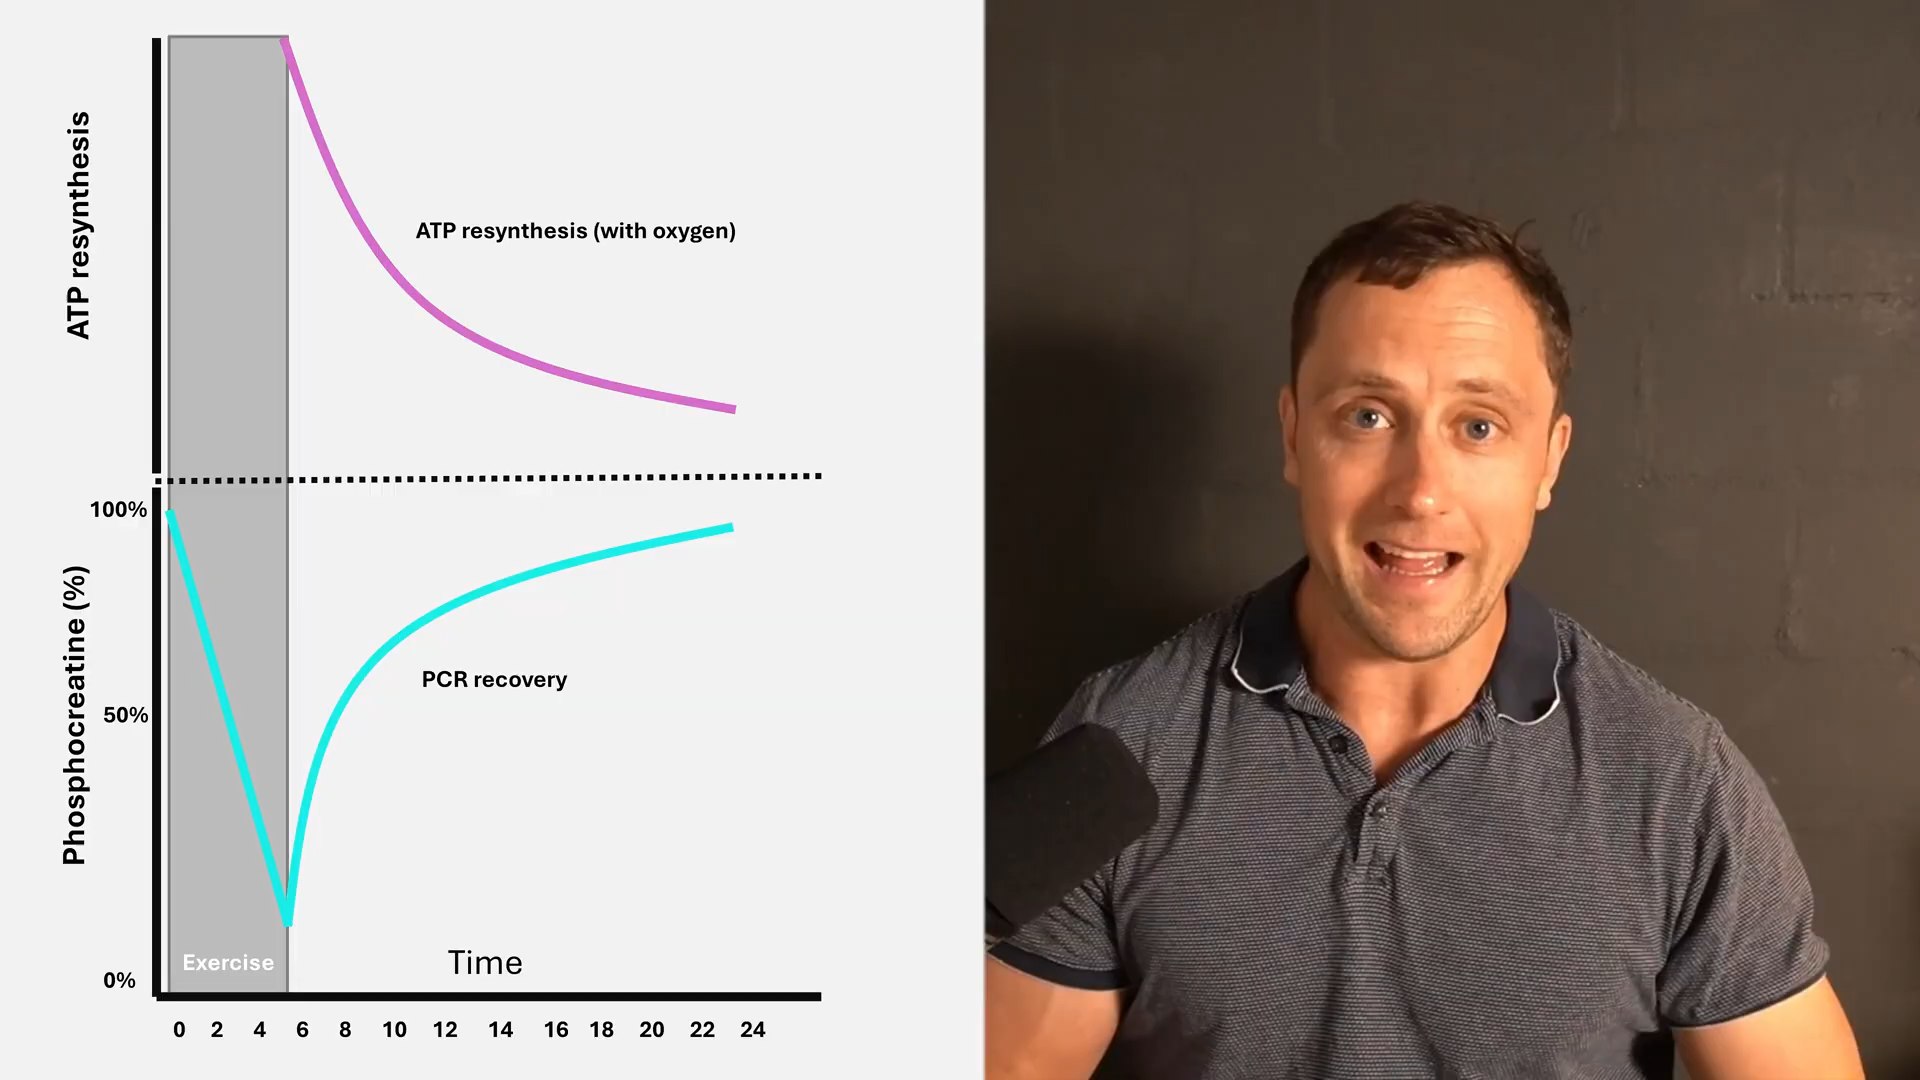 ATP resynthesis
ATP resynthesis (with oxygen)
100%
Phosphocreatine (%)
PCR recovery
50%
Exercise
Time
0%
0 2 4 6 8 10 12 14 16 18 20 22 24